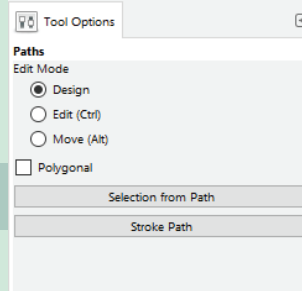 Tool Options
Paths
Edit Mode
Design
Edit (Ctrl)
Move (Alt)
Polygonal
Selection from Path
Stroke Path